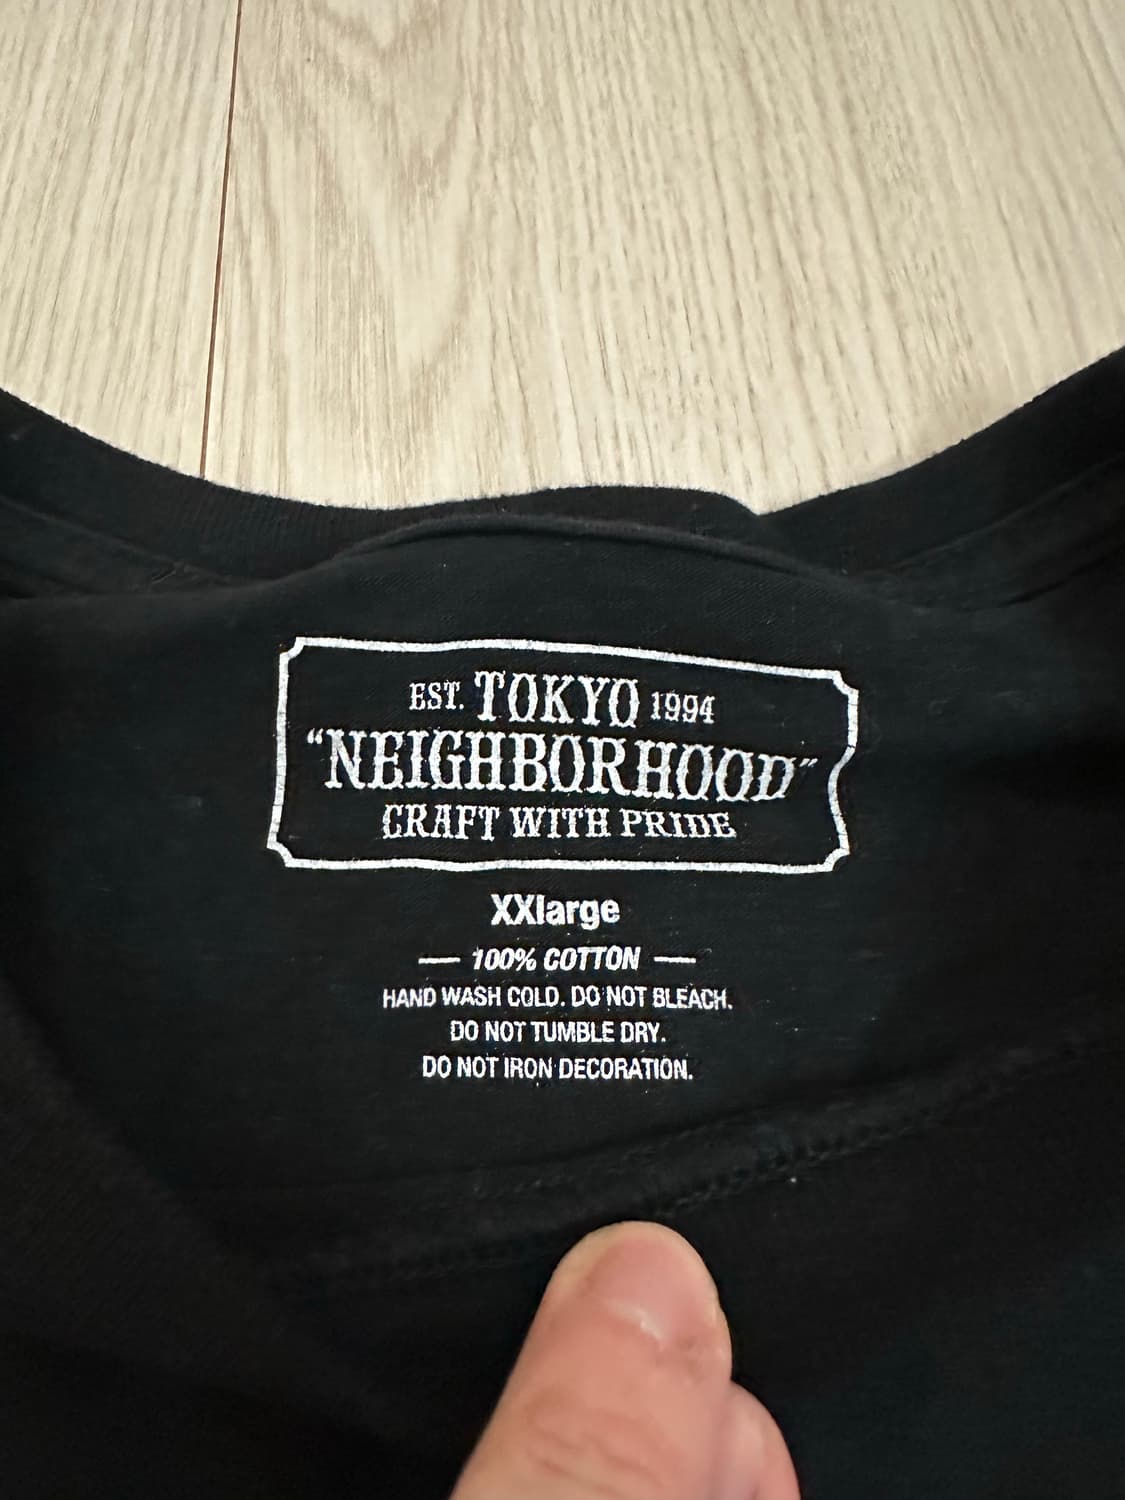 EST. TOKYO 1994
“NEIGHBORHOOD”
CRAFT WITH PRIDE
XXlarge
— 100% COTTON —
HAND WASH COLD. DO NOT BLEACH.
DO NOT TUMBLE DRY.
DO NOT IRON DECORATION.